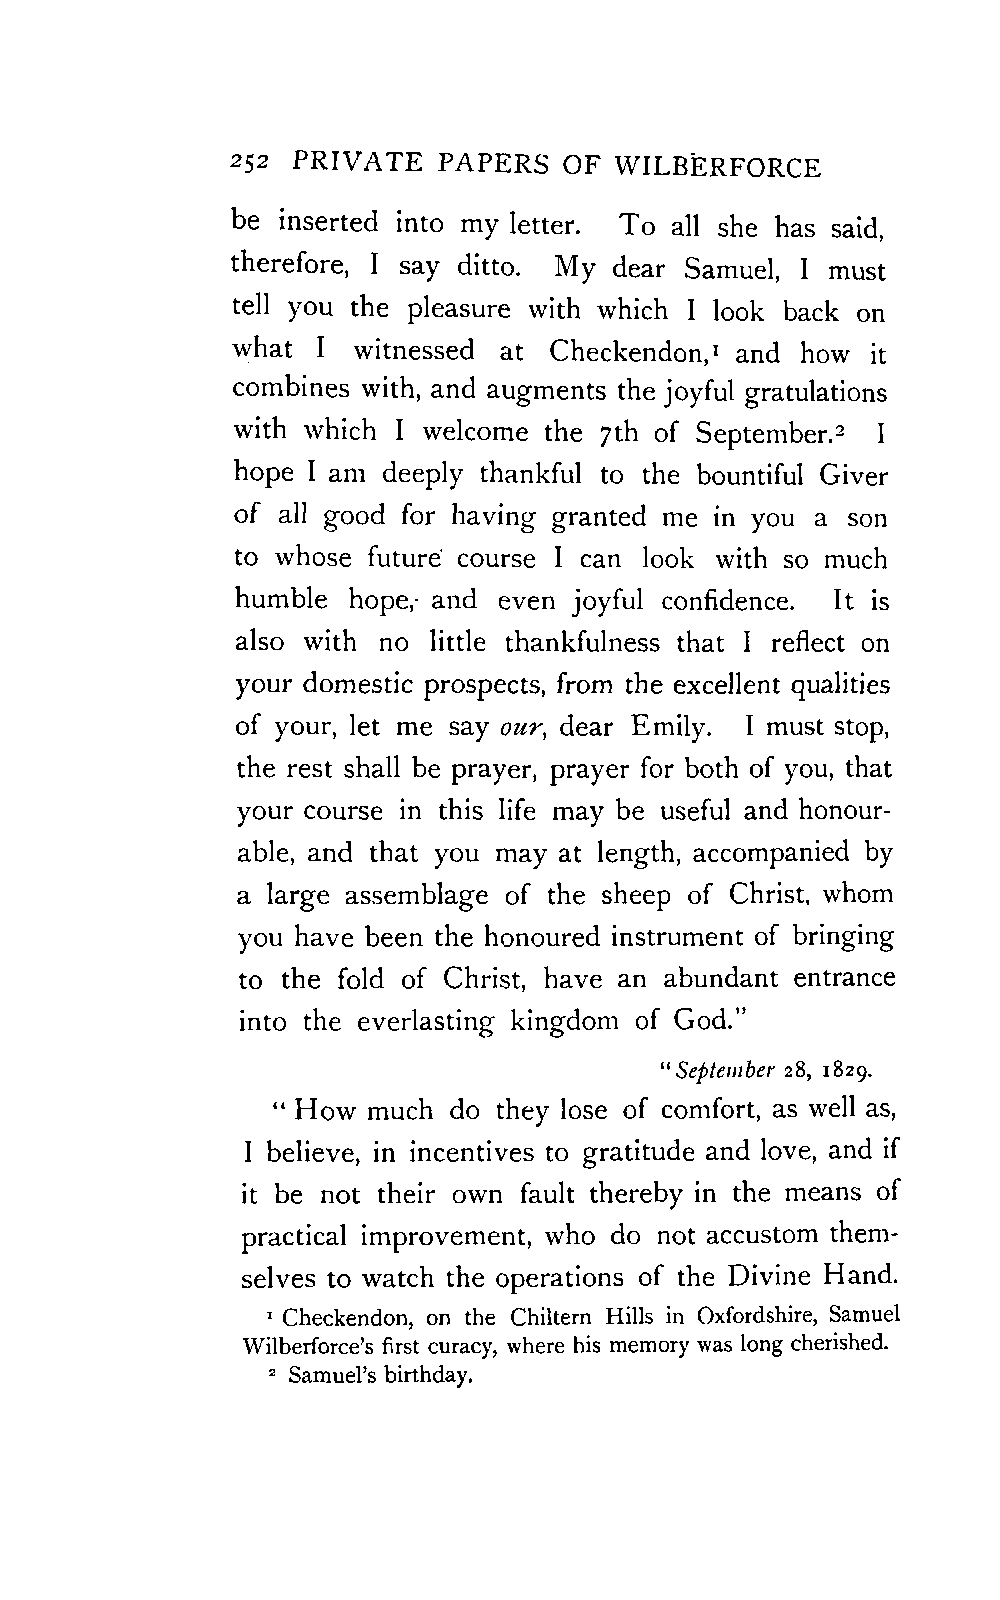 252 PRIVATE PAPERS OF WILBERFORCE
be inserted into my letter. To all she has said,
therefore, I say ditto. My dear Samuel, I must
tell you the pleasure with which I look back on
what I witnessed at Checkendon,¹ and how it
combines with, and augments the joyful gratulations
with which I welcome the 7th of September.² I
hope I am deeply thankful to the bountiful Giver
of all good for having granted me in you a son
to whose future course I can look with so much
humble hope, and even joyful confidence. It is
also with no little thankfulness that I reflect on
your domestic prospects, from the excellent qualities
of your, let me say our, dear Emily. I must stop,
the rest shall be prayer, prayer for both of you, that
your course in this life may be useful and honour-
able, and that you may at length, accompanied by
a large assemblage of the sheep of Christ, whom
you have been the honoured instrument of bringing
to the fold of Christ, have an abundant entrance
into the everlasting kingdom of God."
"September 28, 1829.
"How much do they lose of comfort, as well as,
I believe, in incentives to gratitude and love, and if
it be not their own fault thereby in the means of
practical improvement, who do not accustom them-
selves to watch the operations of the Divine Hand.
¹ Checkendon, on the Chiltern Hills in Oxfordshire, Samuel
Wilberforce's first curacy, where his memory was long cherished.
² Samuel's birthday.